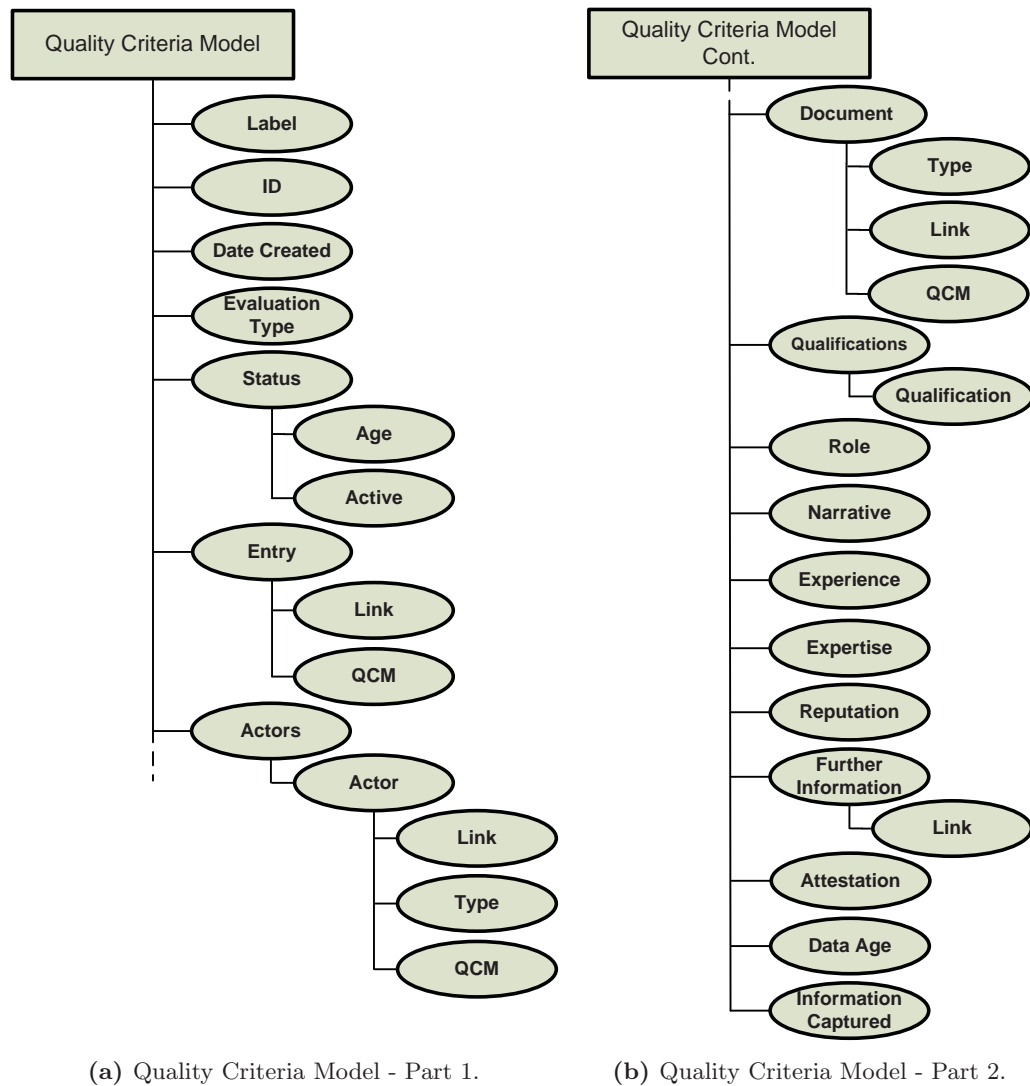 Quality Criteria Model
Label
ID
Date Created
Evaluation
Type
Status
Age
Active
Entry
Link
QCM
Actors
Actor
Link
Type
QCM
(a) Quality Criteria Model - Part 1.
Quality Criteria Model
Cont.
Document
Type
Link
QCM
Qualifications
Qualification
Role
Narrative
Experience
Expertise
Reputation
Further
Information
Link
Attestation
Data Age
Information
Captured
(b) Quality Criteria Model - Part 2.